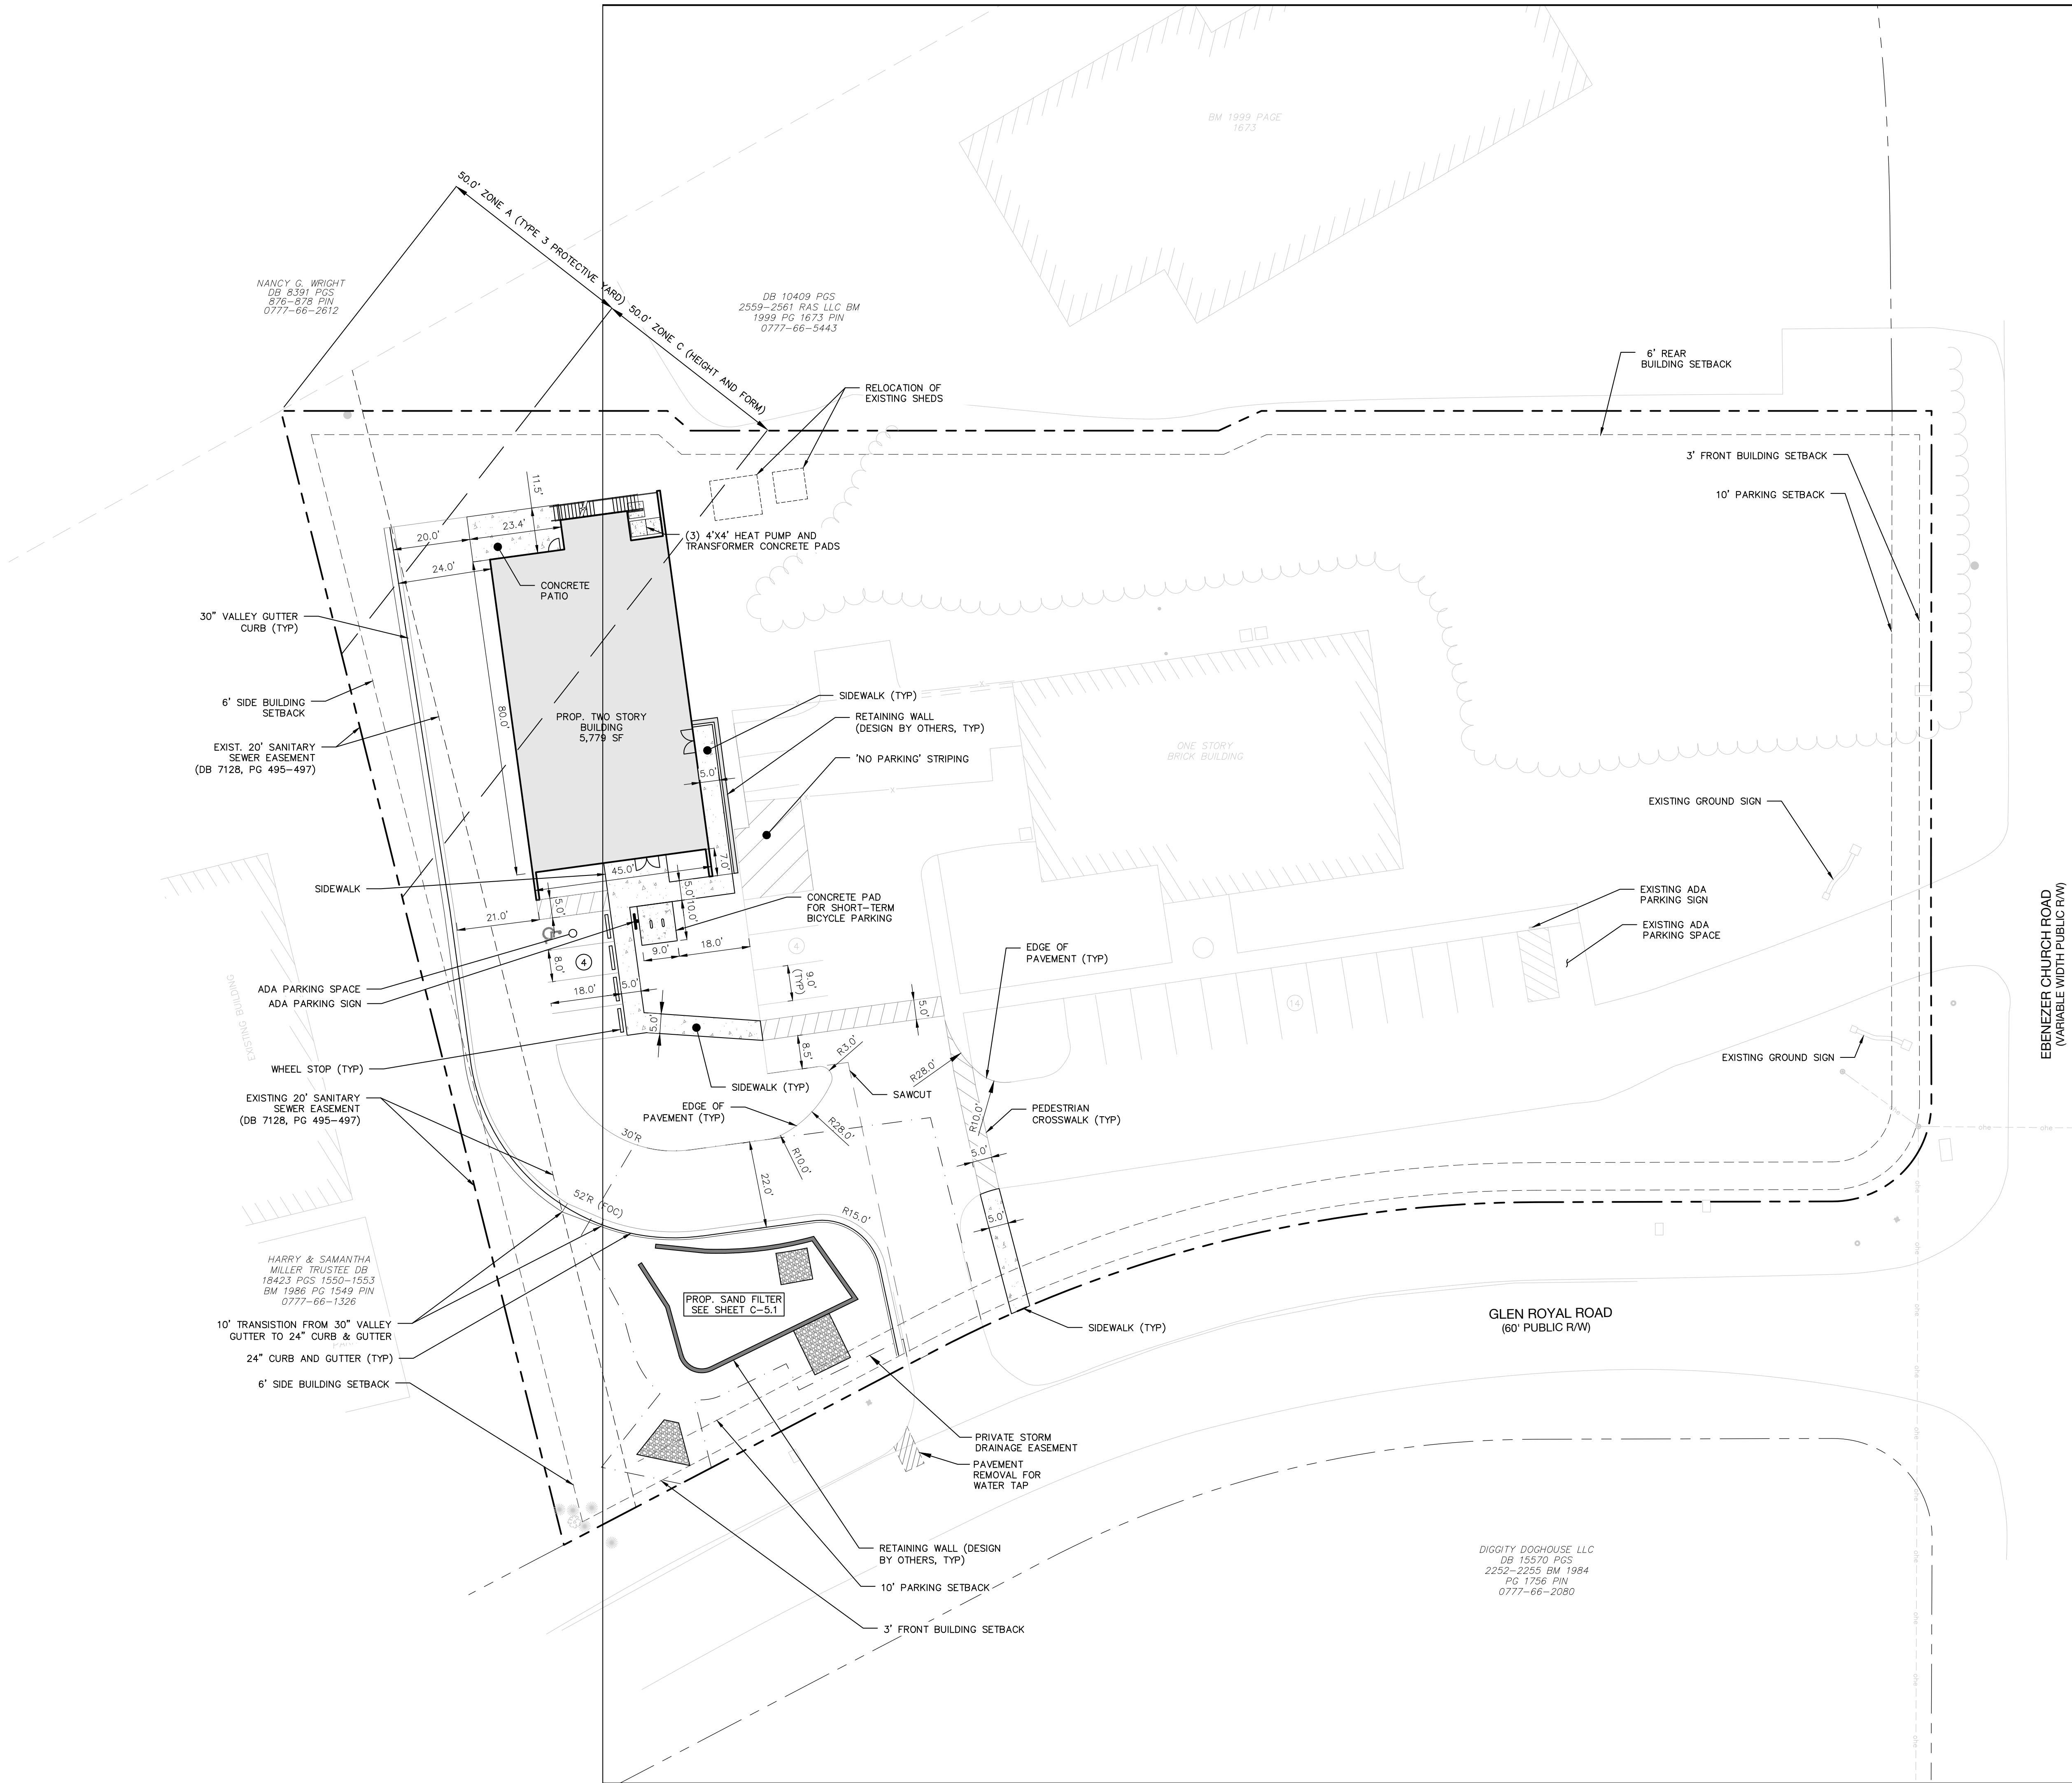 BM 1999 PAGE
1673
50.0' ZONE A (TYPE 3 PROTECTIVE YARD)
50.0' ZONE C (HEIGHT AND FORM)
NANCY G. WRIGHT
DB 8391 PGS
876-878 PIN
0777-66-2612
DB 10409 PGS
2559-2561 RAS LLC BM
1999 PG 1673 PIN
0777-66-5443
6' REAR
BUILDING SETBACK
RELOCATION OF
EXISTING SHEDS
3' FRONT BUILDING SETBACK
10' PARKING SETBACK
11.5'
23.4'
20.0'
24.0'
(3) 4'X4' HEAT PUMP AND
TRANSFORMER CONCRETE PADS
CONCRETE
PATIO
30" VALLEY GUTTER
CURB (TYP)
6' SIDE BUILDING
SETBACK
EXIST. 20' SANITARY
SEWER EASEMENT
(DB 7128, PG 495-497)
80.0'
PROP. TWO STORY
BUILDING
5,779 SF
SIDEWALK (TYP)
RETAINING WALL
(DESIGN BY OTHERS, TYP)
'NO PARKING' STRIPING
5.0'
ONE STORY
BRICK BUILDING
EXISTING GROUND SIGN
7.0'
45.0'
SIDEWALK
5.0'
10.0'
5.0'
21.0'
CONCRETE PAD
FOR SHORT-TERM
BICYCLE PARKING
EXISTING ADA
PARKING SIGN
EXISTING ADA
PARKING SPACE
EBENEZER CHURCH ROAD
(VARIABLE WIDTH PUBLIC R/W)
EXISTING BUILDING
4
9.0'
18.0'
EDGE OF
PAVEMENT (TYP)
8.0'
4
9.0'
(TYP)
ADA PARKING SPACE
ADA PARKING SIGN
18.0'
5.0'
5.0'
14
5.0'
8.5'
R3.0'
R28.0'
EXISTING GROUND SIGN
WHEEL STOP (TYP)
SIDEWALK (TYP)
SAWCUT
EXISTING 20' SANITARY
SEWER EASEMENT
(DB 7128, PG 495-497)
EDGE OF
PAVEMENT (TYP)
PEDESTRIAN
CROSSWALK (TYP)
30'R
R28.0'
R10.0'
R10.0'
5.0'
22.0'
52'R (FOC)
R15.0'
5.0'
ohe
ohe
HARRY & SAMANTHA
MILLER TRUSTEE DB
18423 PGS 1550-1553
BM 1986 PG 1549 PIN
0777-66-1326
PROP. SAND FILTER
SEE SHEET C-5.1
GLEN ROYAL ROAD
(60' PUBLIC R/W)
10' TRANSISTION FROM 30" VALLEY
GUTTER TO 24" CURB & GUTTER
SIDEWALK (TYP)
24" CURB AND GUTTER (TYP)
6' SIDE BUILDING SETBACK
PRIVATE STORM
DRAINAGE EASEMENT
PAVEMENT
REMOVAL FOR
WATER TAP
RETAINING WALL (DESIGN
BY OTHERS, TYP)
10' PARKING SETBACK
3' FRONT BUILDING SETBACK
DIGGITY DOGHOUSE LLC
DB 15570 PGS
2252-2255 BM 1984
PG 1756 PIN
0777-66-2080
ohe
ohe
ohe
ohe
ohe
ohe
ohe
ohe
ohe
ohe